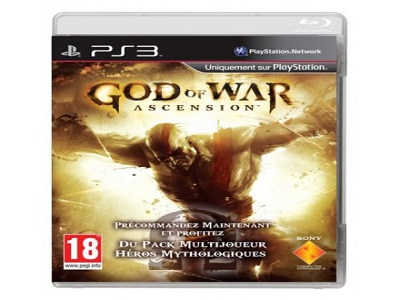 PS3
PlayStation.Network
Uniquement sur PlayStation.
GOD OF WAR
ASCENSION™
PRÉCOMMANDEZ MAINTENANT
ET PROFITEZ
DU PACK MULTIJOUEUR
HÉROS MYTHOLOGIQUES
18
www.pegi.info
SONY